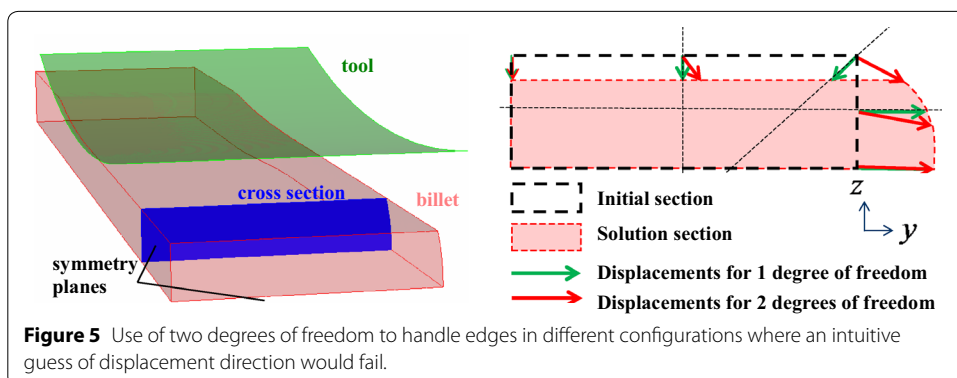 tool
cross section
billet
symmetry
planes
z
y
Initial section
Solution section
Displacements for 1 degree of freedom
Displacements for 2 degrees of freedom
Figure 5 Use of two degrees of freedom to handle edges in different configurations where an intuitive
guess of displacement direction would fail.